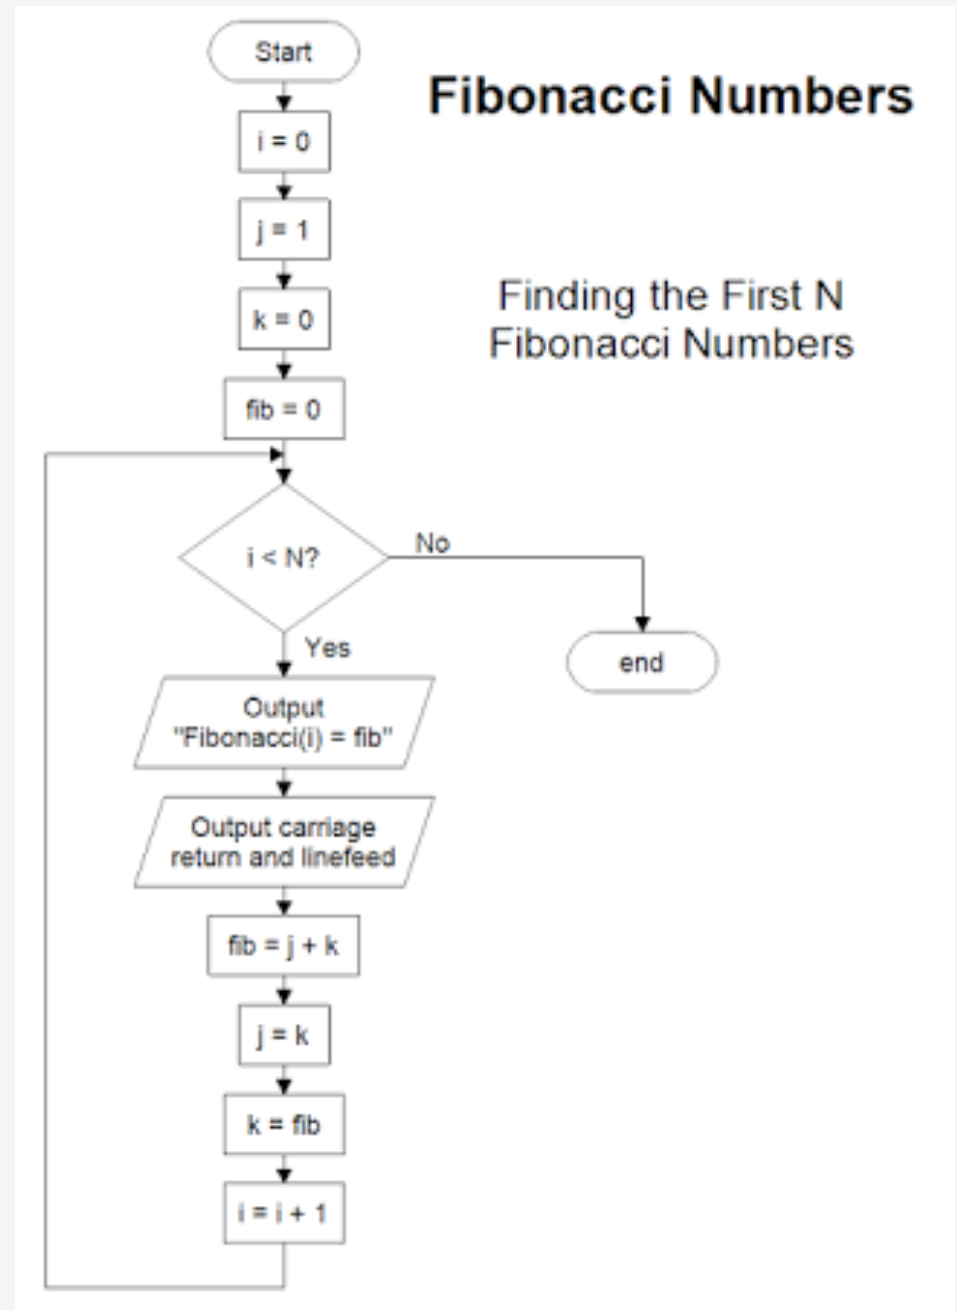 Start
Fibonacci Numbers
i = 0
j = 1
k = 0
Finding the First N
Fibonacci Numbers
fib = 0
i < N?
No
Yes
end
Output
"Fibonacci(i) = fib"
Output carriage
return and linefeed
fib = j + k
j = k
k = fib
i = i + 1